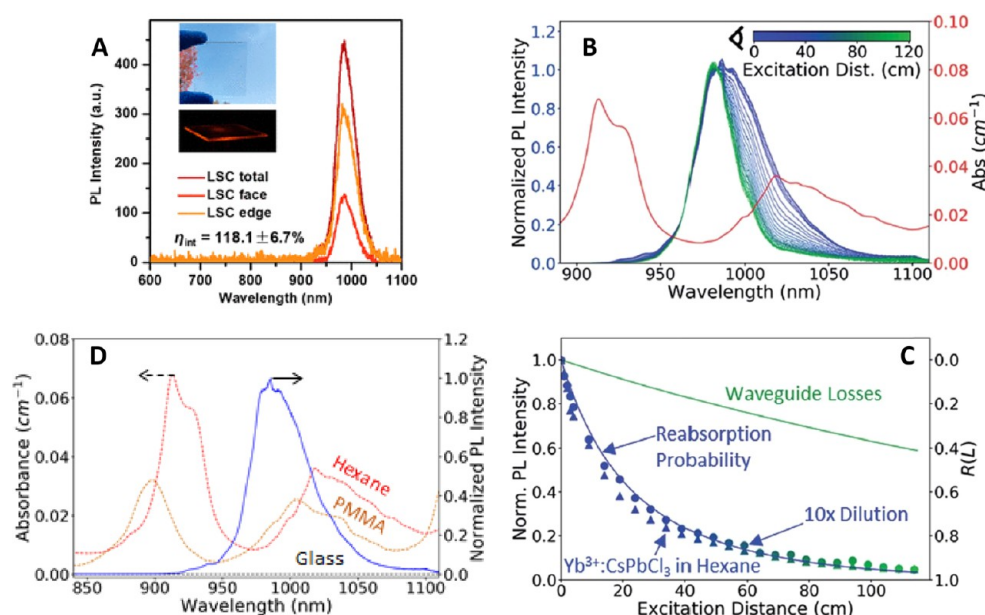 A
PL Intensity (a.u.)
400
300
200
100
0
LSC total
LSC face
LSC edge
ηint = 118.1 ±6.7%
600 700 800 900 1000 1100
Wavelength (nm)
B
Normalized PL Intensity
1.2
1.0
0.8
0.6
0.4
0.2
0.0
0 40 80 120
Excitation Dist. (cm)
0.10
0.08
0.06
0.04
0.02
0.00
Abs (cm⁻¹)
900 950 1000 1050 1100
Wavelength (nm)
D
Absorbance (cm⁻¹)
0.08
0.06
0.04
0.02
0.00
Hexane
PMMA
Glass
1.2
1.0
0.8
0.6
0.4
0.2
0.0
Normalized PL Intensity
850 900 950 1000 1050 1100
Wavelength (nm)
C
Norm. PL Intensity
1.0
0.8
0.6
0.4
0.2
0.0
Waveguide Losses
Reabsorption
Probability
10x Dilution
Yb³⁺:CsPbCl₃ in Hexane
0.0
0.2
0.4
0.6
0.8
1.0
R(L)
0 20 40 60 80 100
Excitation Distance (cm)